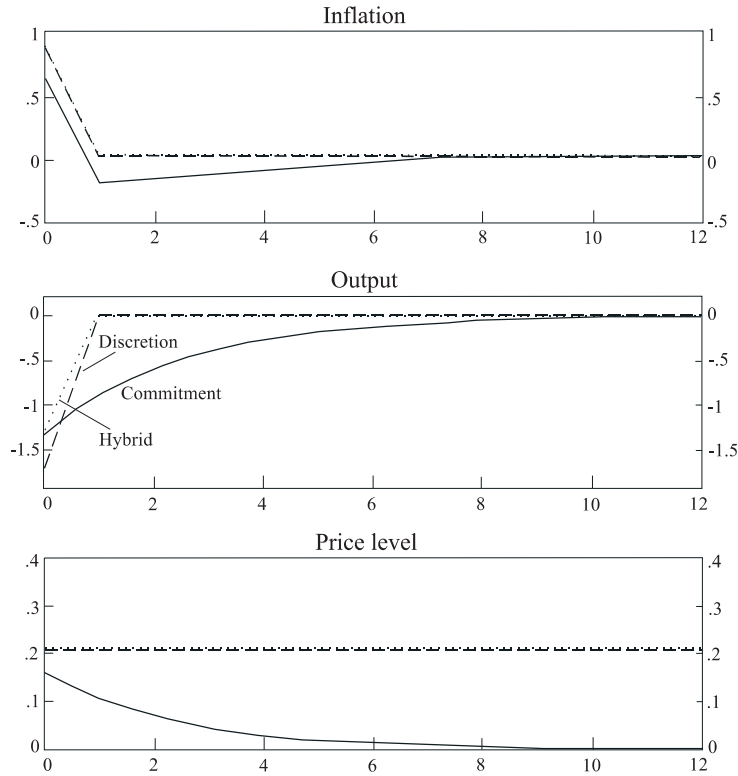 Inflation
1 1
.5 .5
0 0
-.5 -.5
0 2 4 6 8 10 12
Output
0 0
Discretion
-.5 -.5
Commitment
-1 -1
Hybrid
-1.5 -1.5
0 2 4 6 8 10 12
Price level
.4 .4
.3 .3
.2 .2
.1 .1
0 0
0 2 4 6 8 10 12